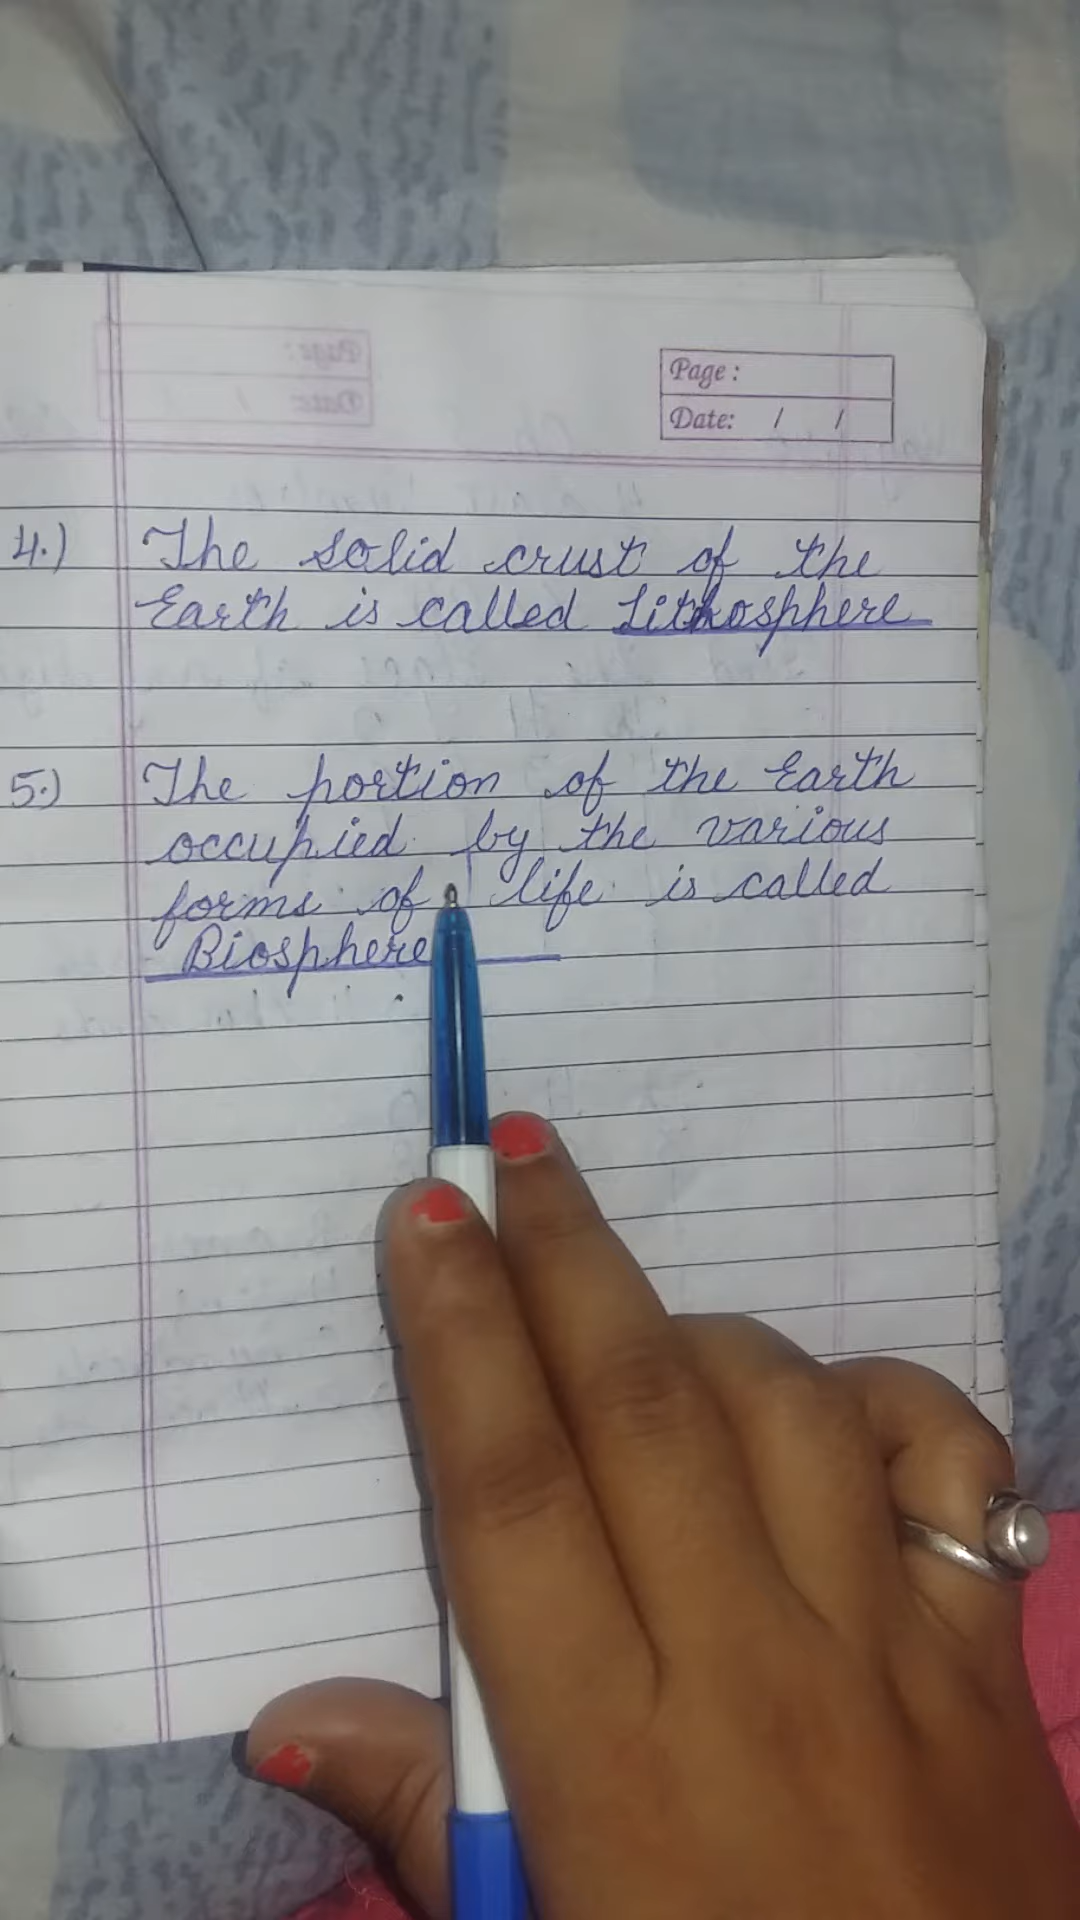 Page :
Date: / /
4.) The solid crust of the
Earth is called Lithosphere
5.) The portion of the Earth
occupied by the various
forms of life is called
Biosphere